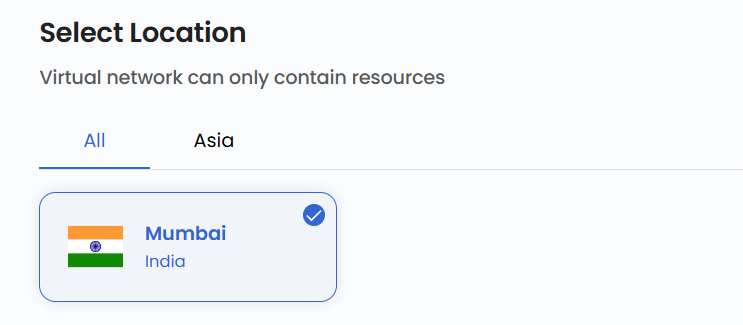 Select Location
Virtual network can only contain resources
All
Asia
Mumbai
India